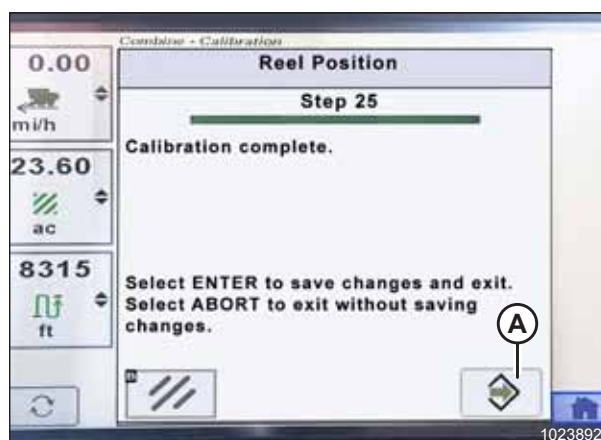 Combine - Calibration
0.00
mi/h
23.60
ac
8315
ft
Reel Position
Step 25
Calibration complete.
Select ENTER to save changes and exit.
Select ABORT to exit without saving
changes.
A
1023892